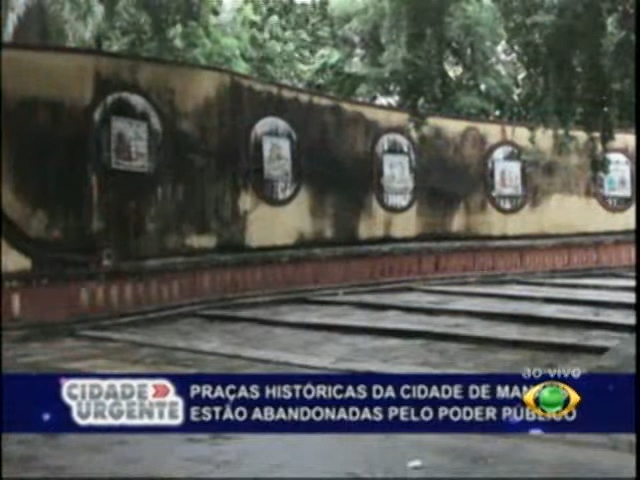 ao vivo
CIDADE
URGENTE
PRAÇAS HISTÓRICAS DA CIDADE DE
ESTÃO ABANDONADAS PELO PODER PÚBLICO